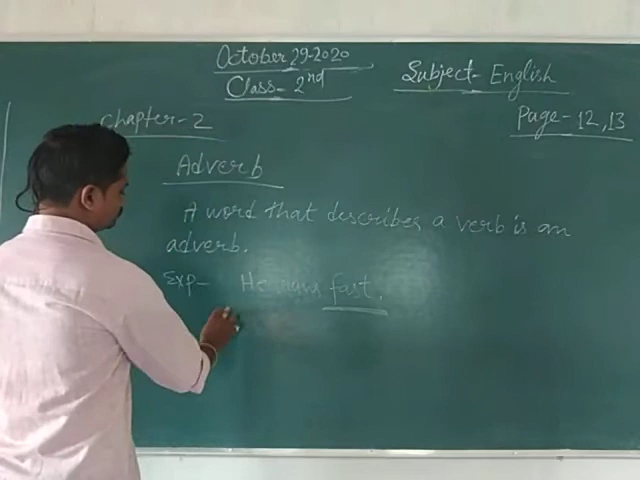 October 29-2020
Class- 2nd
Subject- English
Chapter-2
Page-12,13
Adverb
A word that describes a verb is an
adverb.
Exp- He runs fast.